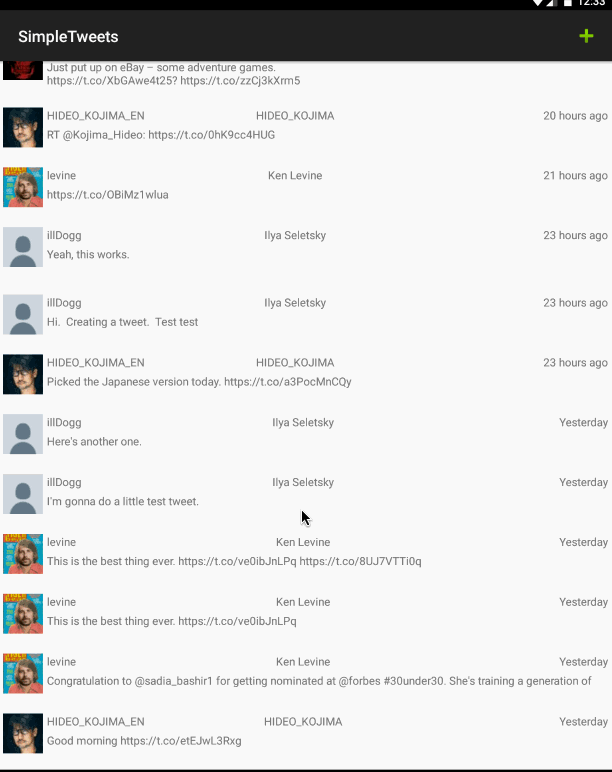 12:33
SimpleTweets
Just put up on eBay – some adventure games.
https://t.co/XbGAwe4t25? https://t.co/zzCj3kXrm5
HIDEO_KOJIMA_EN HIDEO_KOJIMA 20 hours ago
RT @Kojima_Hideo: https://t.co/0hK9cc4HUG
levine Ken Levine 21 hours ago
https://t.co/OBiMz1wlua
illDogg Ilya Seletsky 23 hours ago
Yeah, this works.
illDogg Ilya Seletsky 23 hours ago
Hi. Creating a tweet. Test test
HIDEO_KOJIMA_EN HIDEO_KOJIMA 23 hours ago
Picked the Japanese version today. https://t.co/a3PocMnCQy
illDogg Ilya Seletsky Yesterday
Here's another one.
illDogg Ilya Seletsky Yesterday
I'm gonna do a little test tweet.
levine Ken Levine Yesterday
This is the best thing ever. https://t.co/ve0ibJnLPq https://t.co/8UJ7VTTi0q
levine Ken Levine Yesterday
This is the best thing ever. https://t.co/ve0ibJnLPq
levine Ken Levine Yesterday
Congratulation to @sadia_bashir1 for getting nominated at @forbes #30under30. She's training a generation of
HIDEO_KOJIMA_EN HIDEO_KOJIMA Yesterday
Good morning https://t.co/etEJwL3Rxg